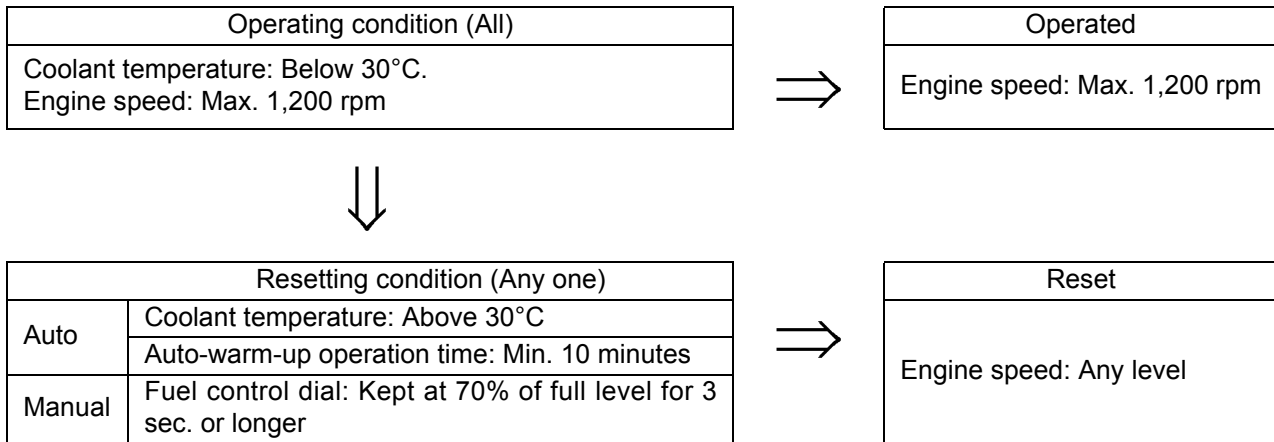 Operating condition (All)
Coolant temperature: Below 30°C.
Engine speed: Max. 1,200 rpm
Operated
Engine speed: Max. 1,200 rpm
Resetting condition (Any one)
Auto
Coolant temperature: Above 30°C
Auto-warm-up operation time: Min. 10 minutes
Manual
Fuel control dial: Kept at 70% of full level for 3
sec. or longer
Reset
Engine speed: Any level